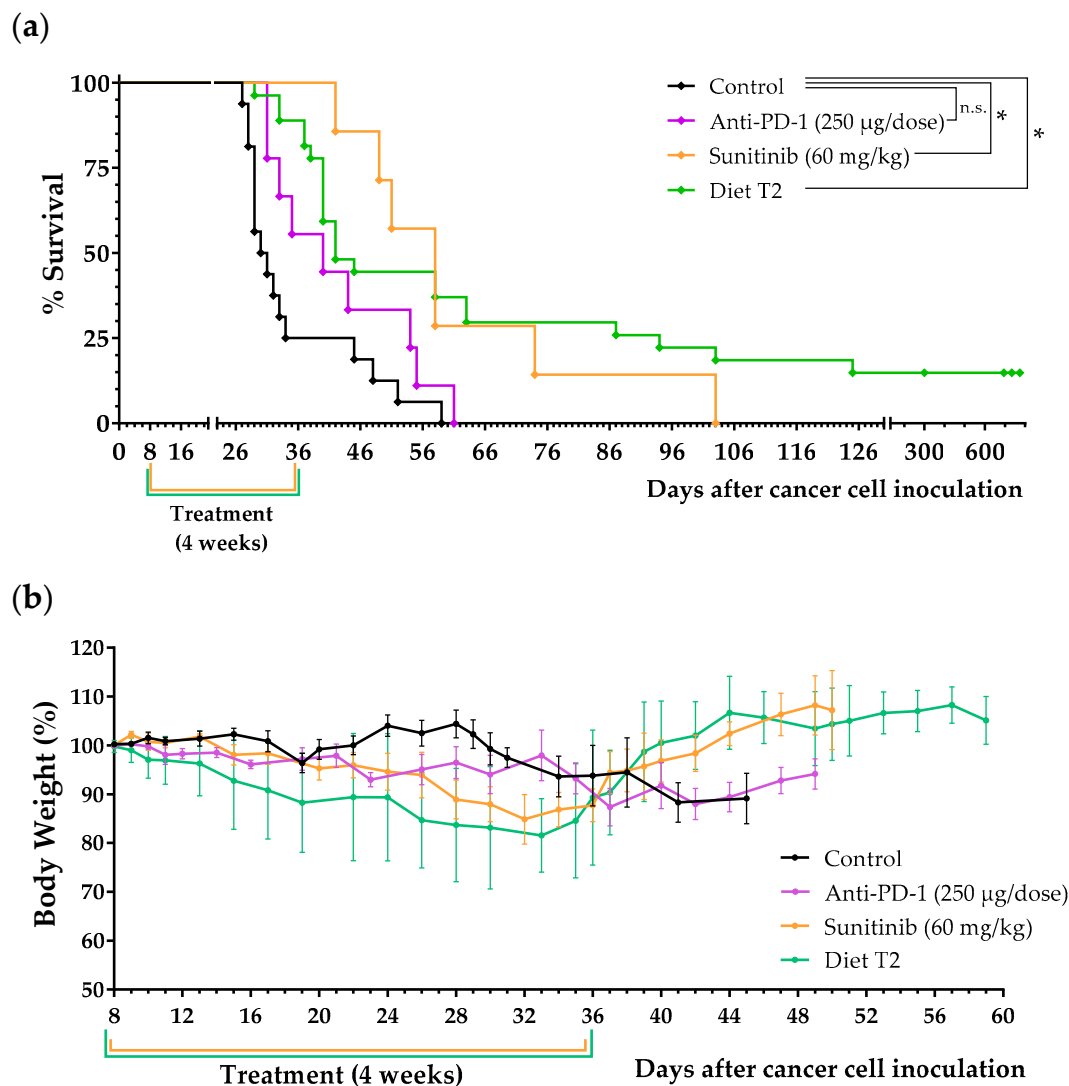 (a)
100
75
50
25
0
% Survival
Control
Anti-PD-1 (250 µg/dose)
Sunitinib (60 mg/kg)
Diet T2
n.s.
*
*
0 8 16 26 36 46 56 66 76 86 96 106 116 126 300 600
Days after cancer cell inoculation
Treatment
(4 weeks)
(b)
120
110
100
90
80
70
60
50
Body Weight (%)
Control
Anti-PD-1 (250 µg/dose)
Sunitinib (60 mg/kg)
Diet T2
8 12 16 20 24 28 32 36 40 44 48 52 56 60
Treatment (4 weeks)
Days after cancer cell inoculation